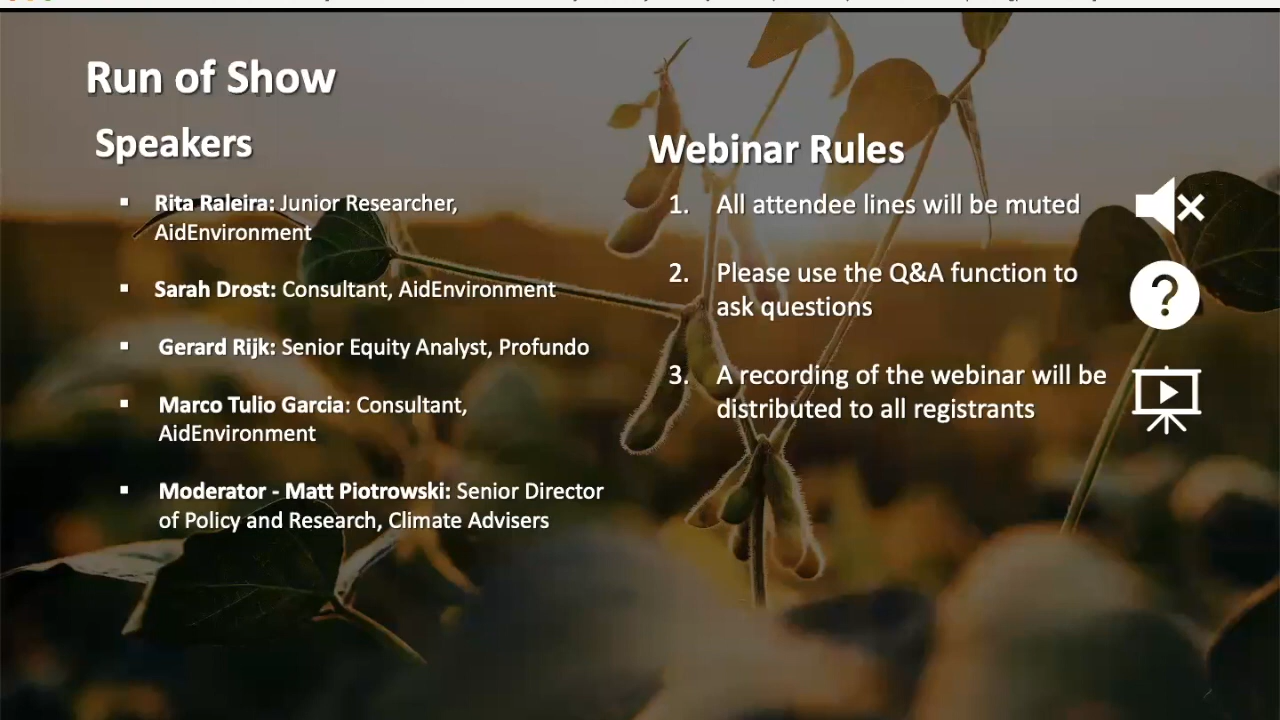 Run of Show
Speakers
▪ Rita Raleira: Junior Researcher,
AidEnvironment
▪ Sarah Drost: Consultant, AidEnvironment
▪ Gerard Rijk: Senior Equity Analyst, Profundo
▪ Marco Tulio Garcia: Consultant,
AidEnvironment
▪ Moderator - Matt Piotrowski: Senior Director
of Policy and Research, Climate Advisers
Webinar Rules
1. All attendee lines will be muted
2. Please use the Q&A function to
ask questions
?
3. A recording of the webinar will be
distributed to all registrants